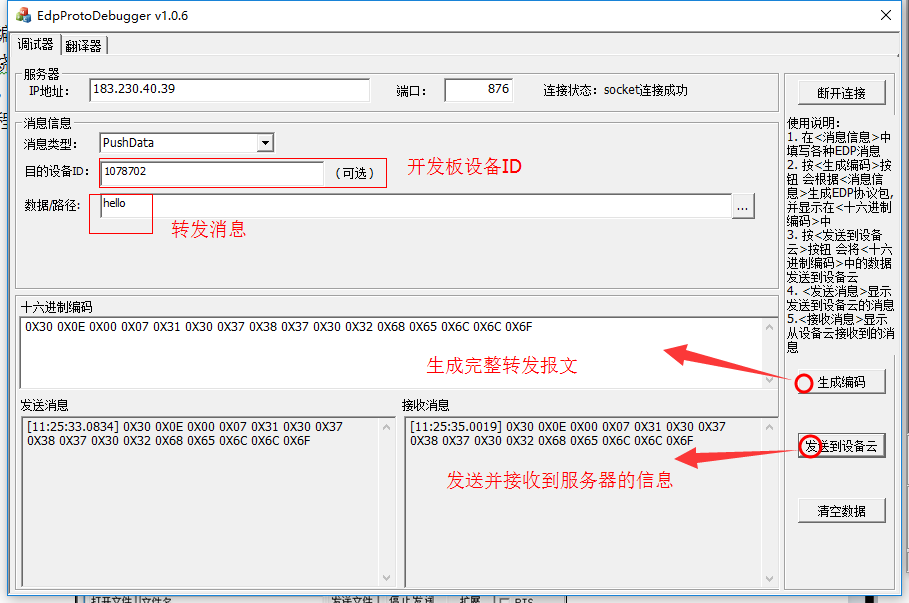 EdpProtoDebugger v1.0.6
调试器 翻译器
服务器
IP地址: 183.230.40.39 端口: 876 连接状态: socket连接成功
断开连接
消息信息
消息类型: PushData
目的设备ID: 1078702 (可选) 开发板设备ID
数据/路径: hello ...
转发消息
使用说明:
1. 在<消息信息>中
填写各种EDP消息
2. 按<生成编码>按
钮 会根据<消息信
息>生成EDP协议包,
并显示在<十六进制
编码>中
3. 按<发送到设备
云>按钮 会将<十六
进制编码>中的数据
发送到设备云
4. <发送消息>显示
发送到设备云的消息
5.<接收消息>显示
从设备云接收到的消
息
十六进制编码
0X30 0X0E 0X00 0X07 0X31 0X30 0X37 0X38 0X37 0X30 0X32 0X68 0X65 0X6C 0X6C 0X6F
生成完整转发报文
生成编码
发送消息
[11:25:33.0834] 0X30 0X0E 0X00 0X07 0X31 0X30 0X37
0X38 0X37 0X30 0X32 0X68 0X65 0X6C 0X6C 0X6F
接收消息
[11:25:35.0019] 0X30 0X0E 0X00 0X07 0X31 0X30 0X37
0X38 0X37 0X30 0X32 0X68 0X65 0X6C 0X6C 0X6F
发送并接收到服务器的信息
发送到设备云
清空数据